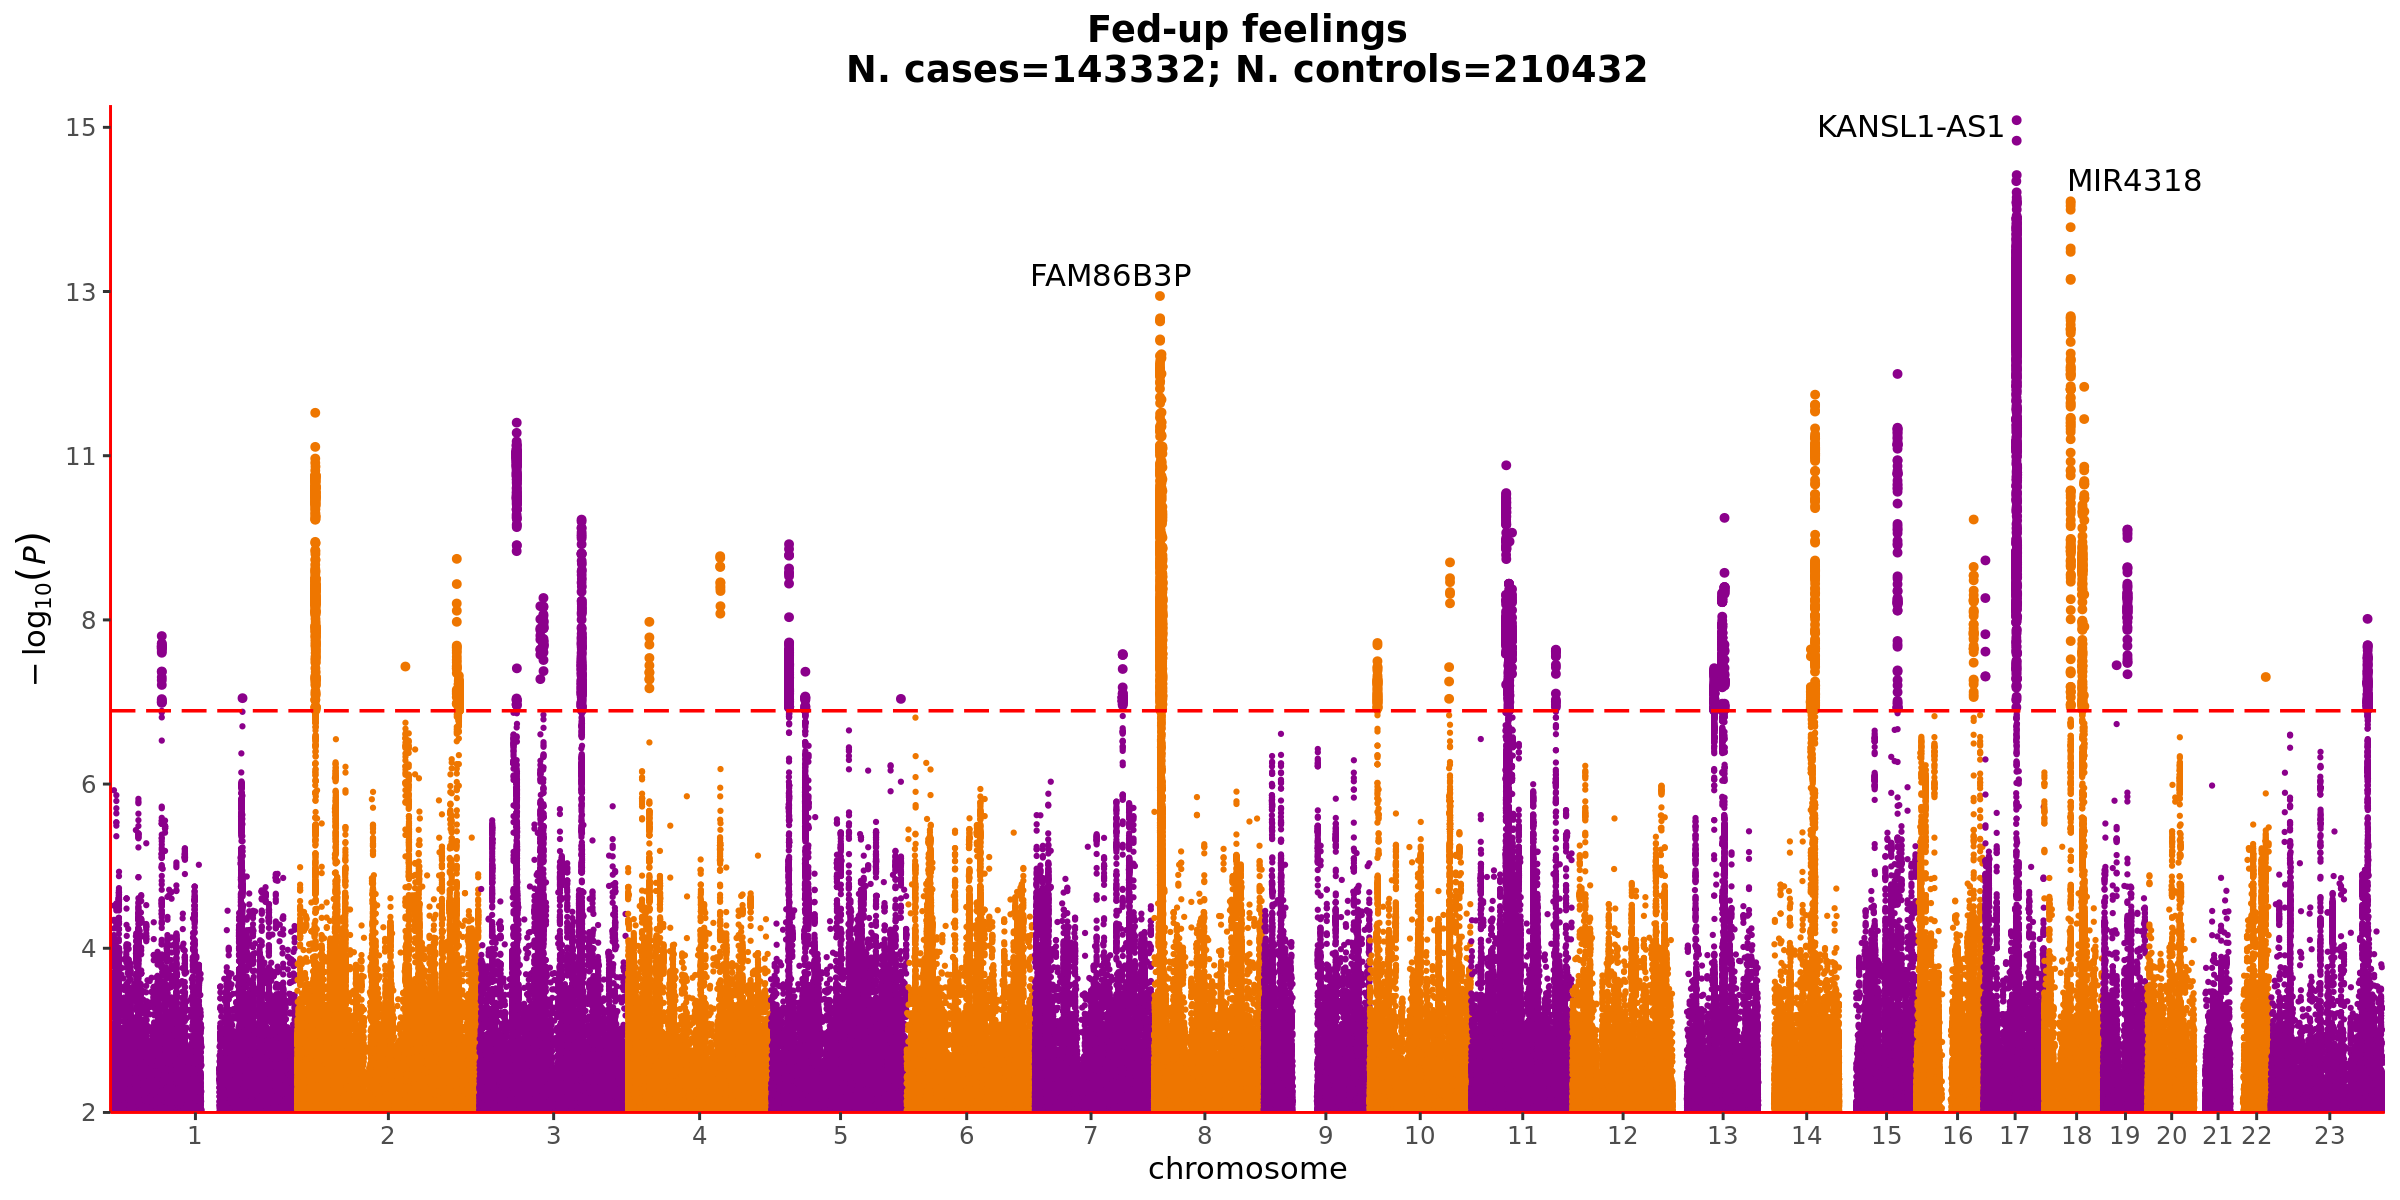 Fed-up feelings
N. cases=143332; N. controls=210432
15
KANSL1-AS1
MIR4318
FAM86B3P
13
11
8
6
4
2
−log10(P)
1 2 3 4 5 6 7 8 9 10 11 12 13 14 15 16 17 18 19 20 21 22 23
chromosome